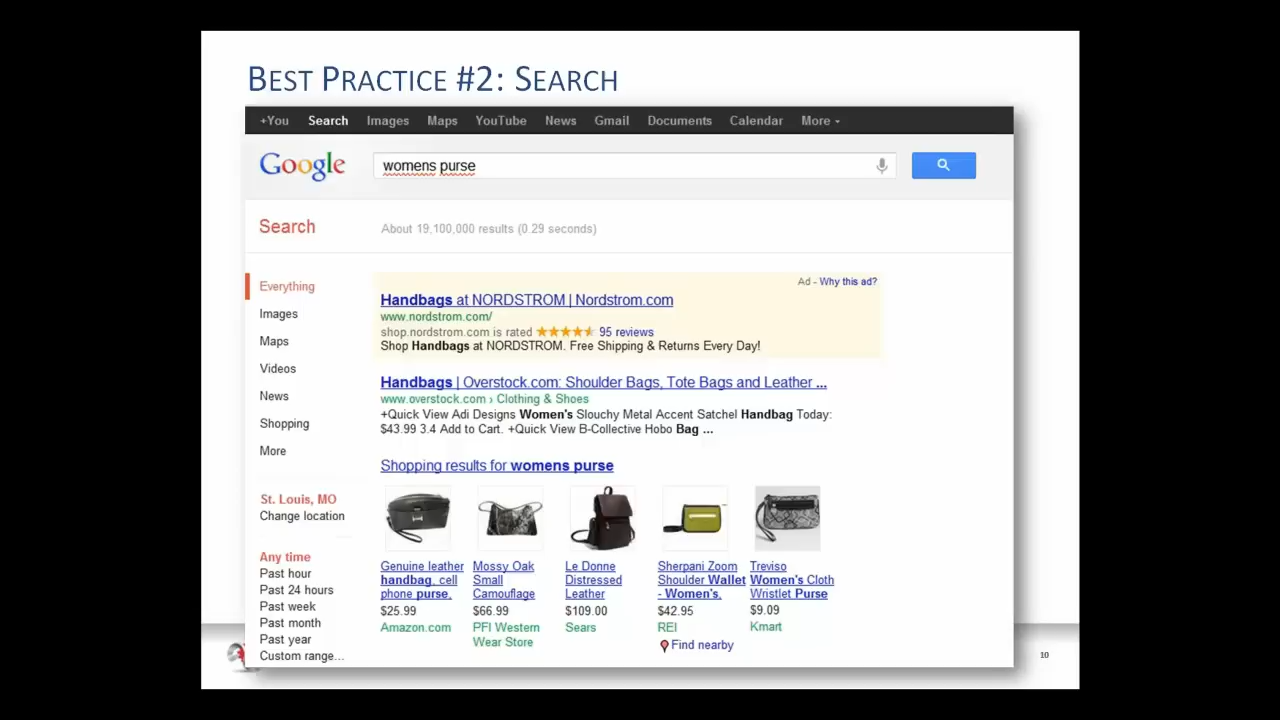 BEST PRACTICE #2: SEARCH
+You Search Images Maps YouTube News Gmail Documents Calendar More
Google womens purse
Search About 19,100,000 results (0.29 seconds)
Everything
Images
Maps
Videos
News
Shopping
More
St. Louis, MO
Change location
Any time
Past hour
Past 24 hours
Past week
Past month
Past year
Custom range...
Ad - Why this ad?
Handbags at NORDSTROM | Nordstrom.com
www.nordstrom.com/
shop.nordstrom.com is rated ★★★★★ 95 reviews
Shop Handbags at NORDSTROM. Free Shipping & Returns Every Day!
Handbags | Overstock.com: Shoulder Bags, Tote Bags and Leather ...
www.overstock.com › Clothing & Shoes
+Quick View Adi Designs Women's Slouchy Metal Accent Satchel Handbag Today:
$43.99 3.4 Add to Cart. +Quick View B-Collective Hobo Bag ...
Shopping results for womens purse
Genuine leather
handbag, cell
phone purse,
$25.99
Amazon.com
Mossy Oak
Small
Camouflage
$66.99
PFI Western
Wear Store
Le Donne
Distressed
Leather
$109.00
Sears
Sherpani Zoom
Shoulder Wallet
- Women's,
$42.95
REI
Find nearby
Treviso
Women's Cloth
Wristlet Purse
$9.09
Kmart
10